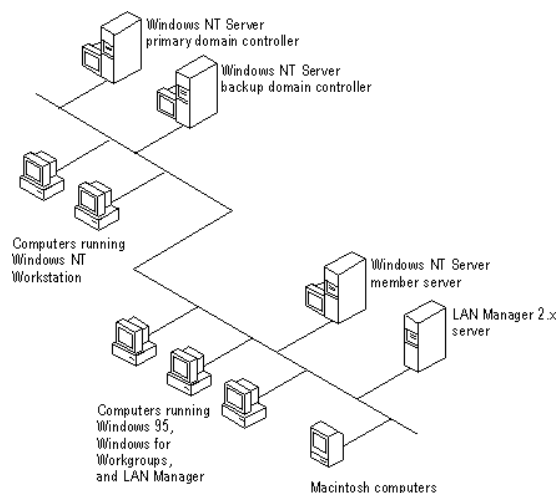 Windows NT Server
primary domain controller
Windows NT Server
backup domain controller
Computers running
Windows NT
Workstation
Windows NT Server
member server
LAN Manager 2.x
server
Computers running
Windows 95,
Windows for
Workgroups,
and LAN Manager
Macintosh computers